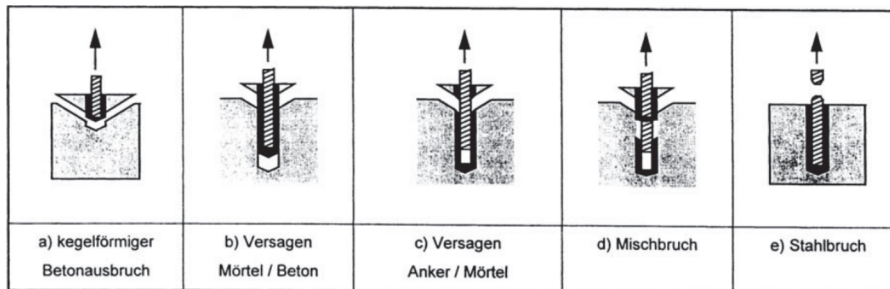 a) kegelförmiger
Betonausbruch
b) Versagen
Mörtel / Beton
c) Versagen
Anker / Mörtel
d) Mischbruch
e) Stahlbruch